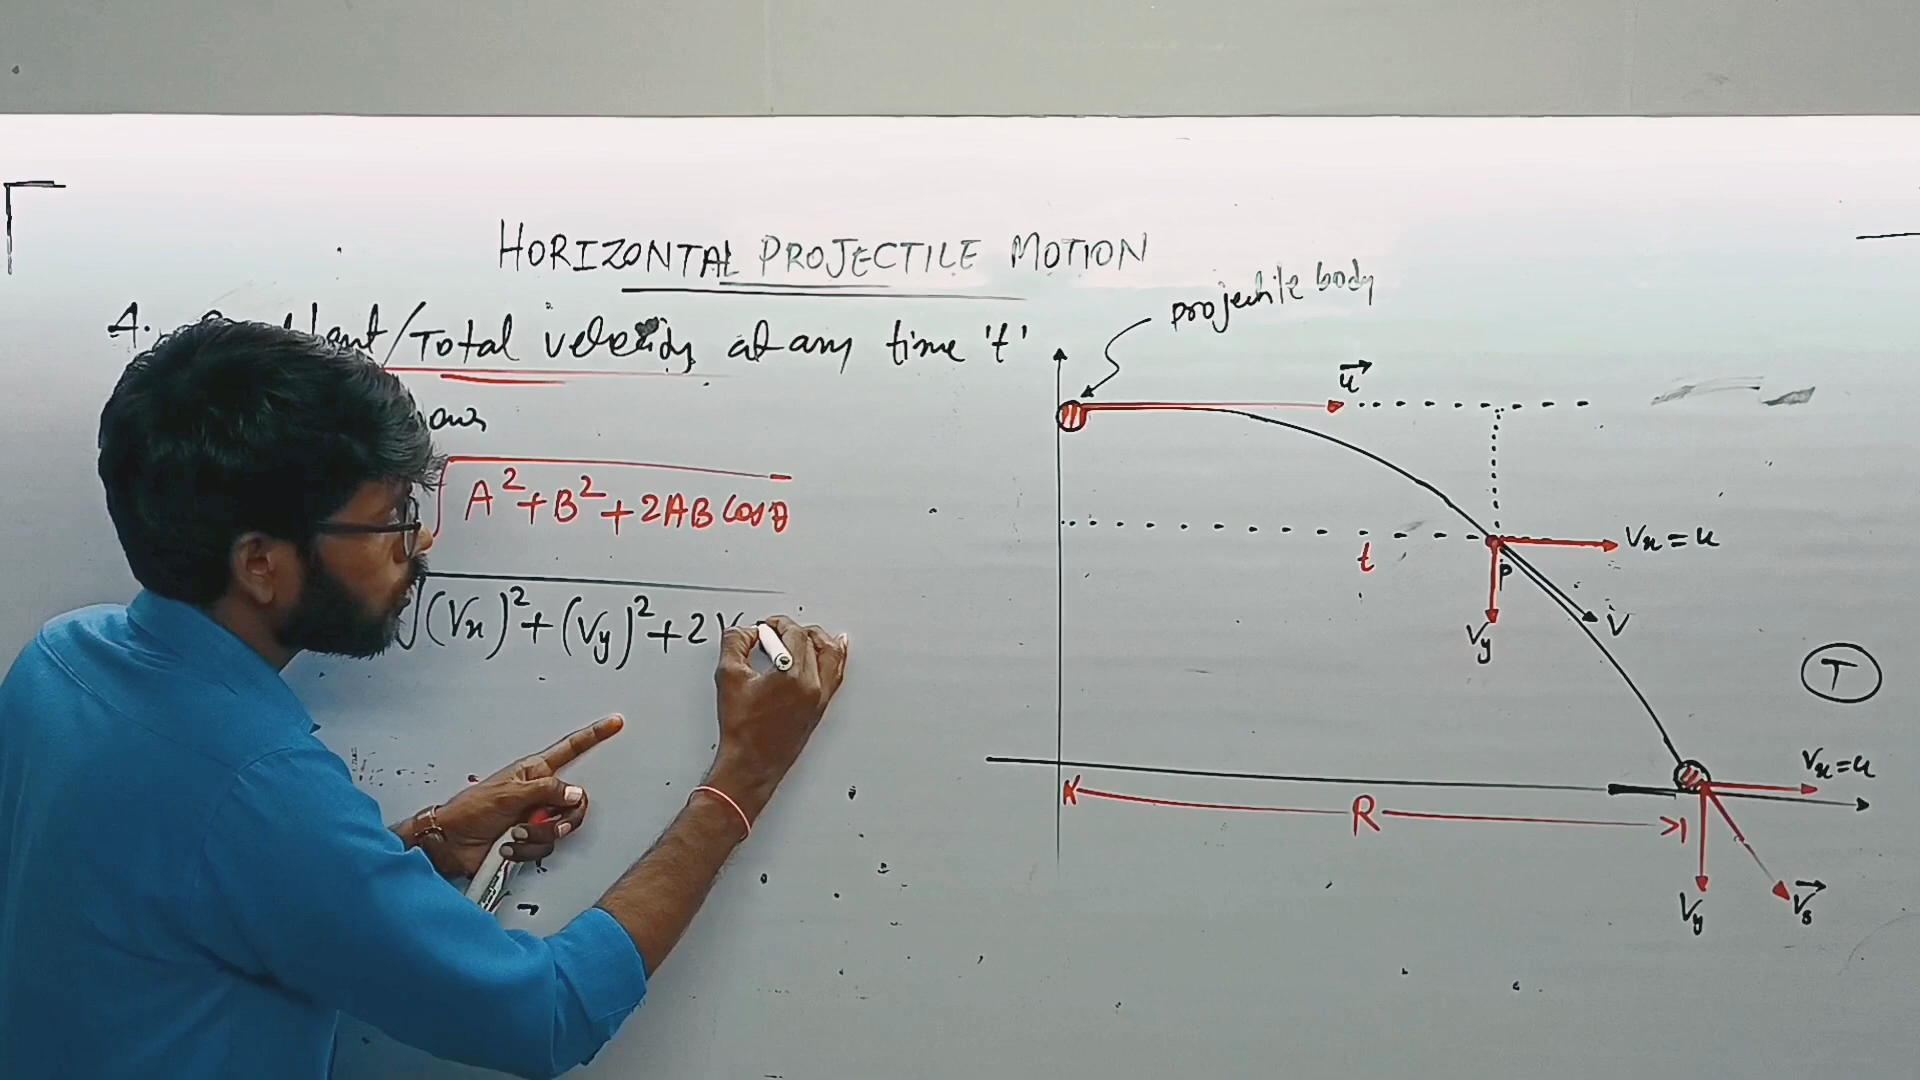 HORIZONTAL PROJECTILE MOTION
4. /Total velocity at any time 't'
√A²+B²+2AB Cosθ
√(Vx)²+(Vy)²+2V
projectile body
u
Vx = u
t
P
Vy
V
T
Vx=u
R
Vy